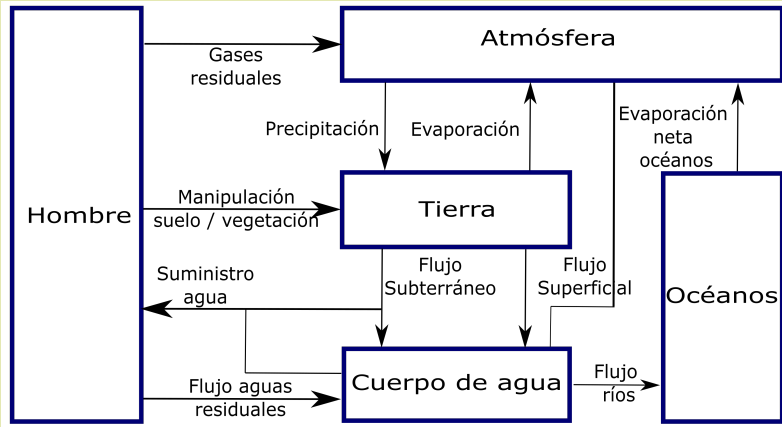 Atmósfera
Gases
residuales
Precipitación
Evaporación
Evaporación
neta
océanos
Hombre
Manipulación
suelo / vegetación
Tierra
Suministro
agua
Flujo
Subterráneo
Flujo
Superficial
Océanos
Flujo aguas
residuales
Cuerpo de agua
Flujo
ríos